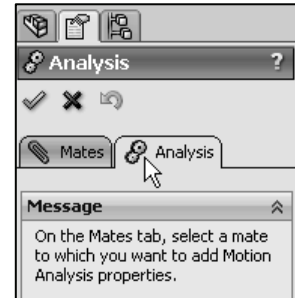 Analysis ?
Mates Analysis
Message
On the Mates tab, select a mate
to which you want to add Motion
Analysis properties.